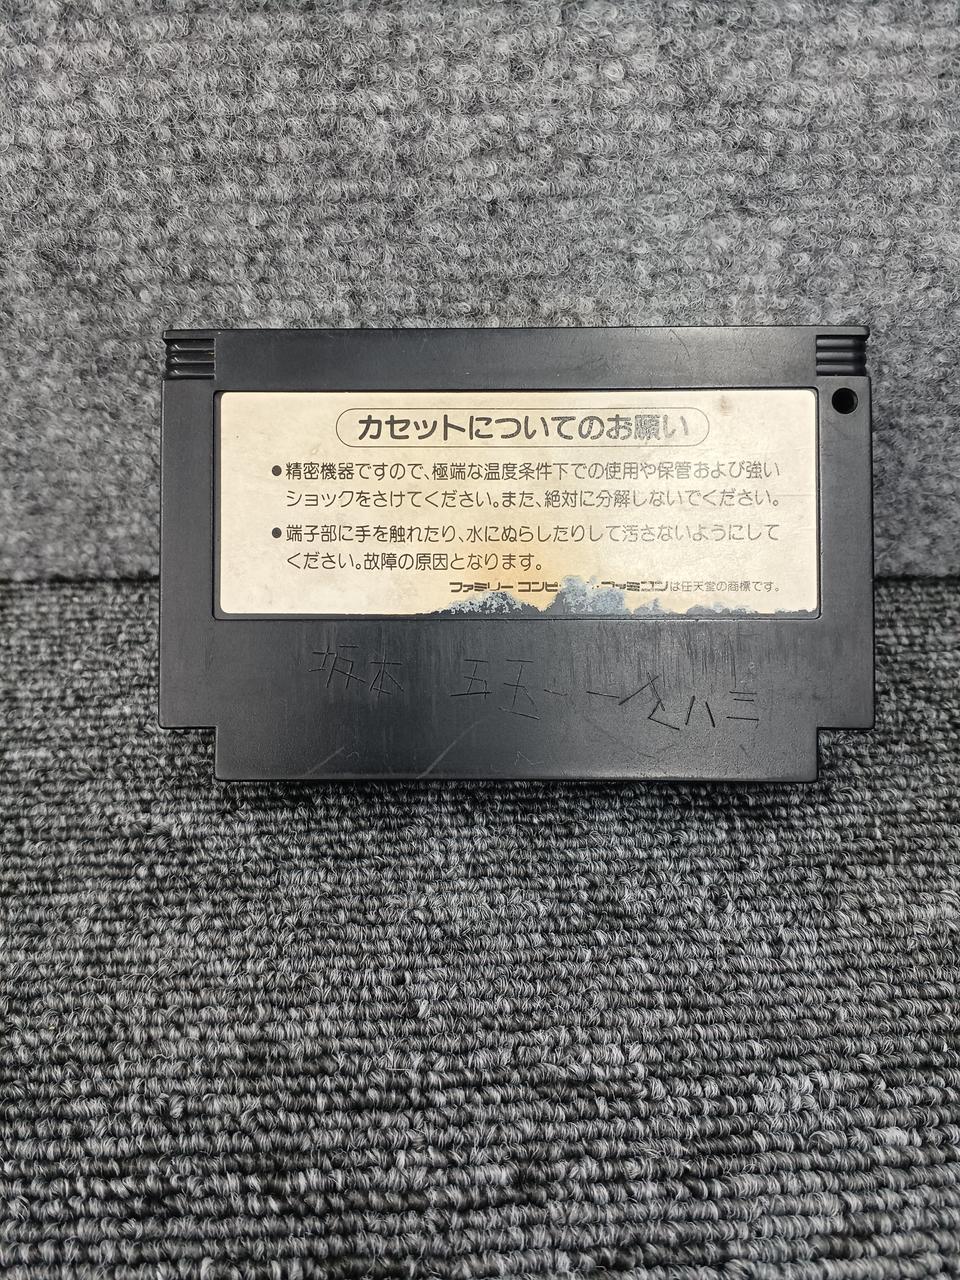 カセットについてのお願い
●精密機器ですので、極端な温度条件下での使用や保管および強い
ショックをさけてください。また、絶対に分解しないでください。
●端子部に手を触れたり、水にぬらしたりして汚さないようにして
ください。故障の原因となります。
ファミリーコンピ ファミコンは任天堂の商標です。
坂本 五五一一 七八三